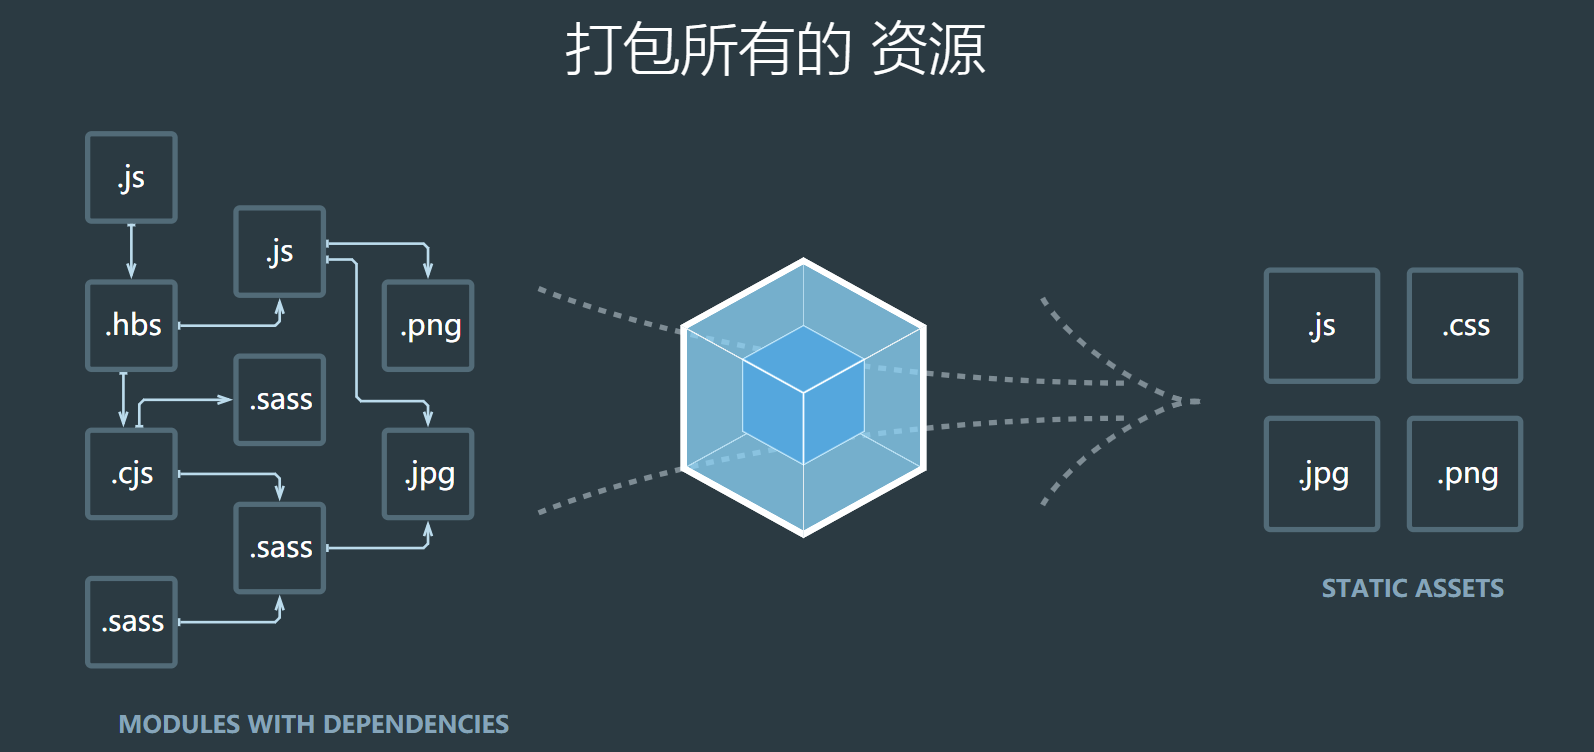 打包所有的 资源
.js
.js
.hbs
.png
.sass
.cjs
.jpg
.sass
.sass
MODULES WITH DEPENDENCIES
.js
.css
.jpg
.png
STATIC ASSETS